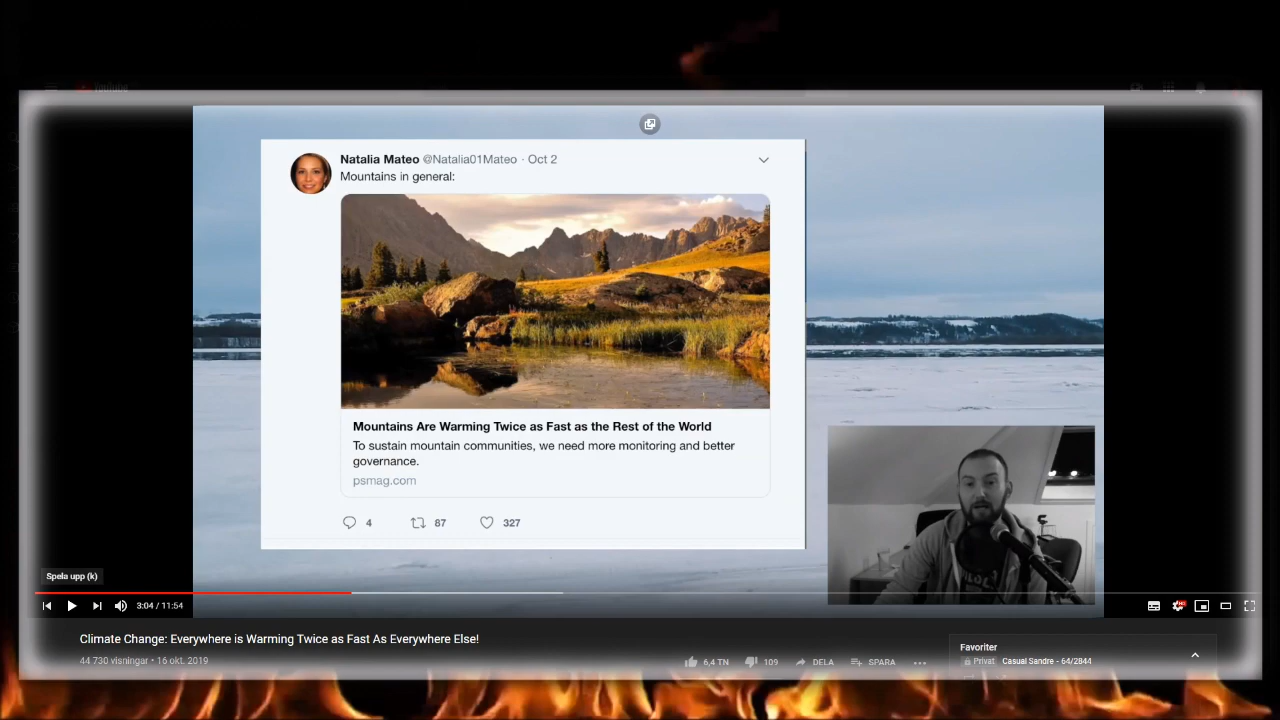 YouTube
Natalia Mateo @Natalia01Mateo · Oct 2
Mountains in general:
Mountains Are Warming Twice as Fast as the Rest of the World
To sustain mountain communities, we need more monitoring and better
governance.
psmag.com
4 87 327
Spela upp (k)
3:04 / 11:54
Climate Change: Everywhere is Warming Twice as Fast As Everywhere Else!
44 730 visningar • 16 okt. 2019
6,4 TN 109 DELA SPARA
Favoriter
Privat Casual Sandre - 64/2844